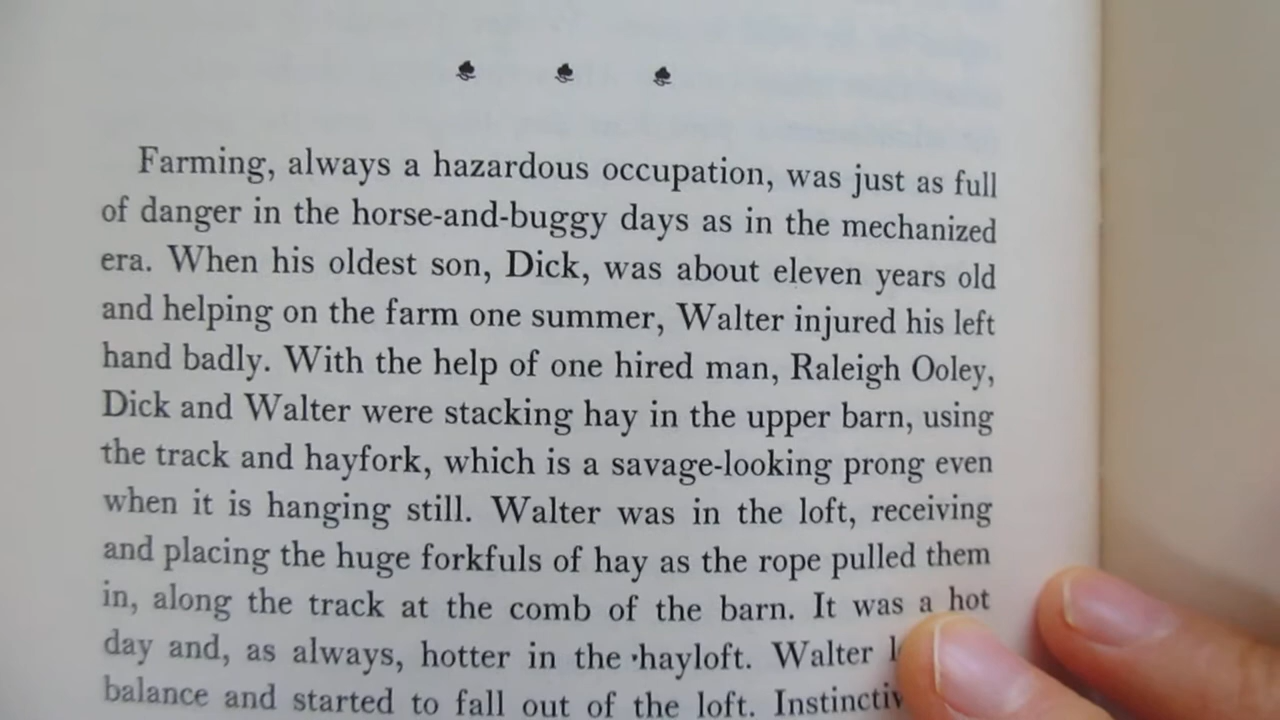 Farming, always a hazardous occupation, was just as full
of danger in the horse-and-buggy days as in the mechanized
era. When his oldest son, Dick, was about eleven years old
and helping on the farm one summer, Walter injured his left
hand badly. With the help of one hired man, Raleigh Ooley,
Dick and Walter were stacking hay in the upper barn, using
the track and hayfork, which is a savage-looking prong even
when it is hanging still. Walter was in the loft, receiving
and placing the huge forkfuls of hay as the rope pulled them
in, along the track at the comb of the barn. It was a hot
day and, as always, hotter in the hayloft. Walter
balance and started to fall out of the loft.